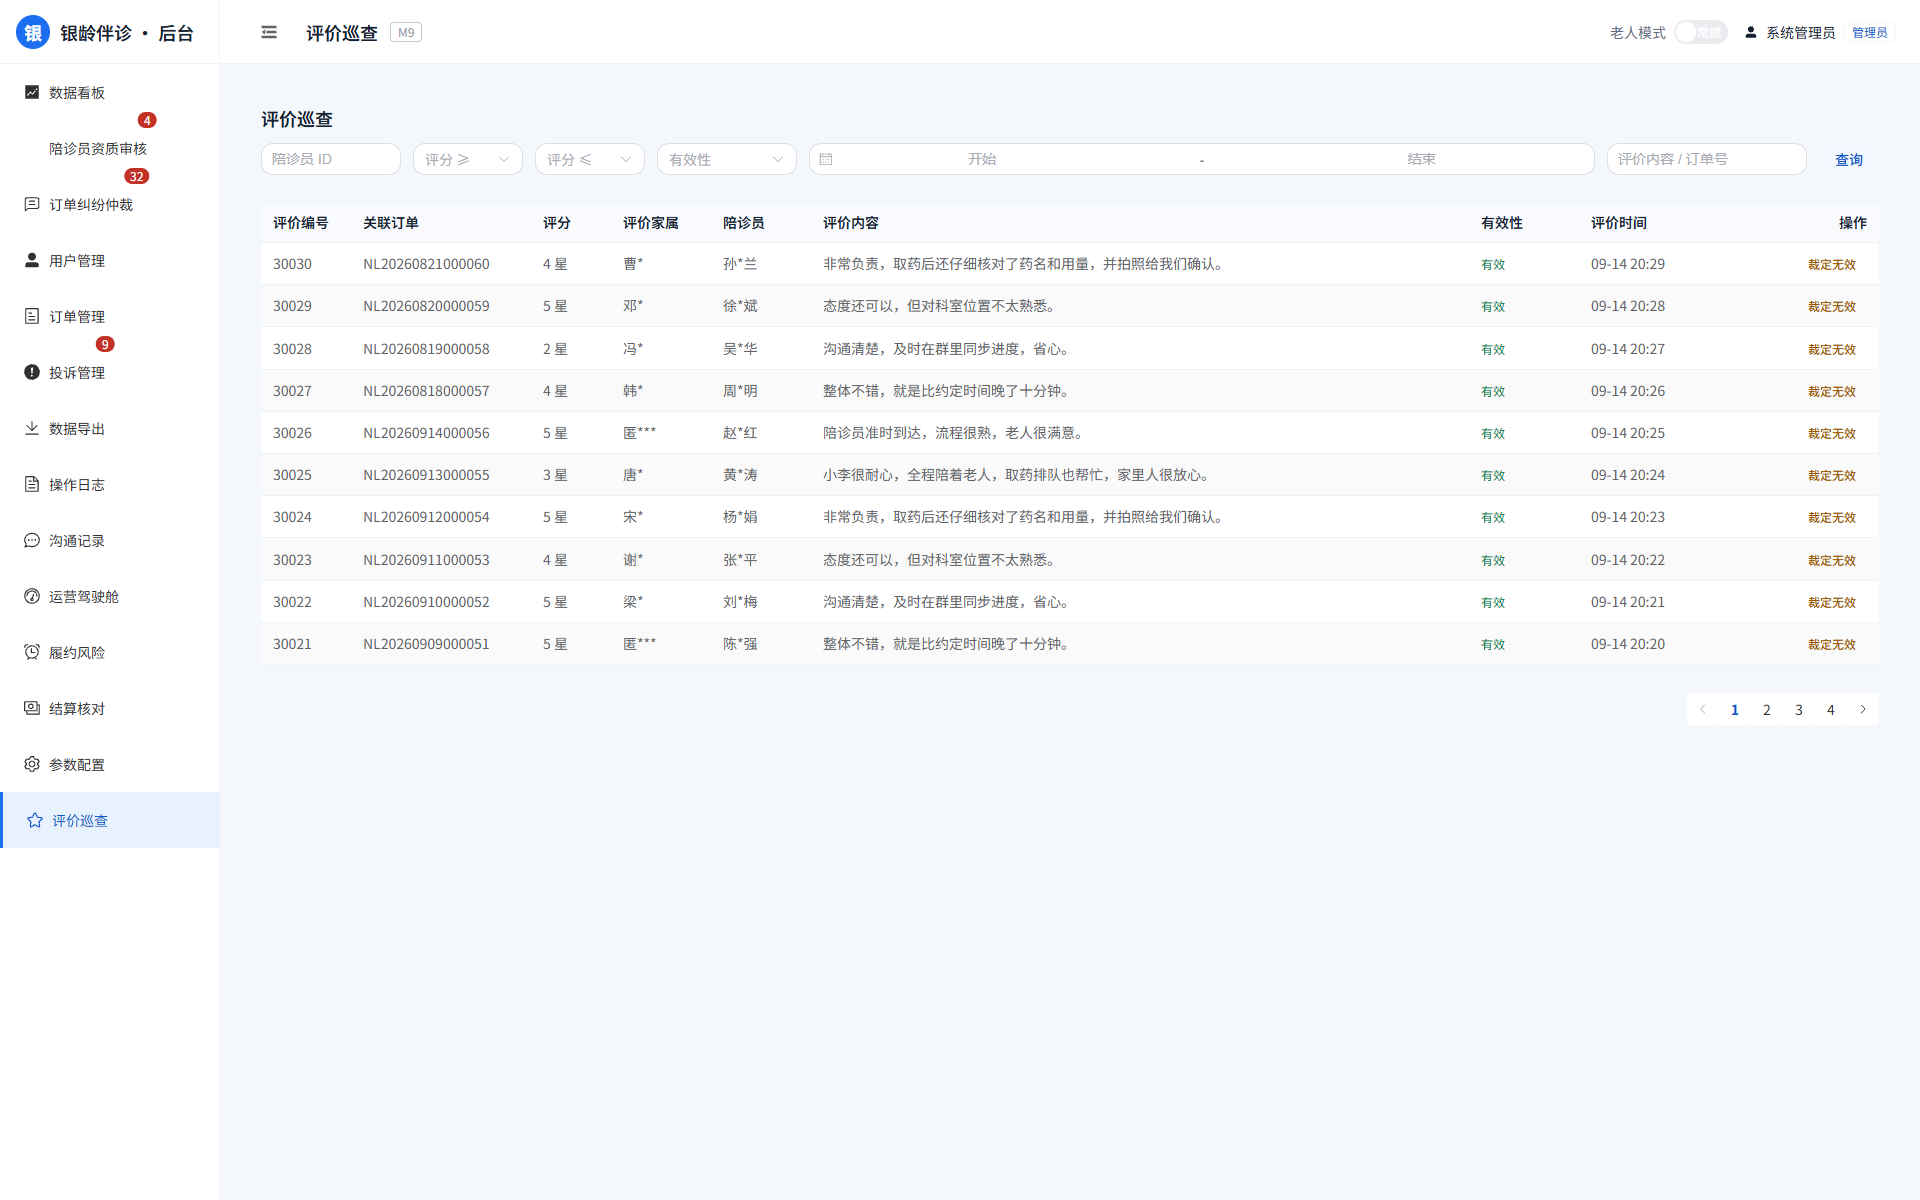 银 银龄伴诊 · 后台
评价巡查 M9
老人模式 常规 系统管理员 管理员
数据看板
4
陪诊员资质审核
32
订单纠纷仲裁
用户管理
订单管理
9
投诉管理
数据导出
操作日志
沟通记录
运营驾驶舱
履约风险
结算核对
参数配置
评价巡查
评价巡查
陪诊员 ID 评分 ≥ 评分 ≤ 有效性 开始 - 结束 评价内容 / 订单号 查询
评价编号 关联订单 评分 评价家属 陪诊员 评价内容 有效性 评价时间 操作
30030 NL20260821000060 4 星 曹* 孙*兰 非常负责，取药后还仔细核对了药名和用量，并拍照给我们确认。 有效 09-14 20:29 裁定无效
30029 NL20260820000059 5 星 邓* 徐*斌 态度还可以，但对科室位置不太熟悉。 有效 09-14 20:28 裁定无效
30028 NL20260819000058 2 星 冯* 吴*华 沟通清楚，及时在群里同步进度，省心。 有效 09-14 20:27 裁定无效
30027 NL20260818000057 4 星 韩* 周*明 整体不错，就是比约定时间晚了十分钟。 有效 09-14 20:26 裁定无效
30026 NL20260914000056 5 星 匿*** 赵*红 陪诊员准时到达，流程很熟，老人很满意。 有效 09-14 20:25 裁定无效
30025 NL20260913000055 3 星 唐* 黄*涛 小李很耐心，全程陪着老人，取药排队也帮忙，家里人很放心。 有效 09-14 20:24 裁定无效
30024 NL20260912000054 5 星 宋* 杨*娟 非常负责，取药后还仔细核对了药名和用量，并拍照给我们确认。 有效 09-14 20:23 裁定无效
30023 NL20260911000053 4 星 谢* 张*平 态度还可以，但对科室位置不太熟悉。 有效 09-14 20:22 裁定无效
30022 NL20260910000052 5 星 梁* 刘*梅 沟通清楚，及时在群里同步进度，省心。 有效 09-14 20:21 裁定无效
30021 NL20260909000051 5 星 匿*** 陈*强 整体不错，就是比约定时间晚了十分钟。 有效 09-14 20:20 裁定无效
1 2 3 4